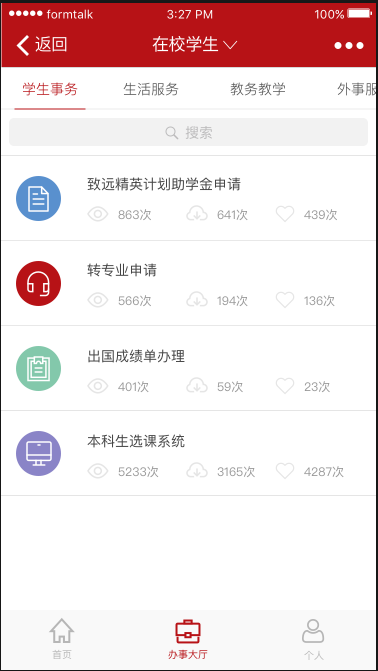 formtalk 3:27 PM 100%
返回 在校学生
学生事务 生活服务 教务教学 外事服
搜索
致远精英计划助学金申请
863次 641次 439次
转专业申请
566次 194次 136次
出国成绩单办理
401次 59次 23次
本科生选课系统
5233次 3165次 4287次
首页 办事大厅 个人